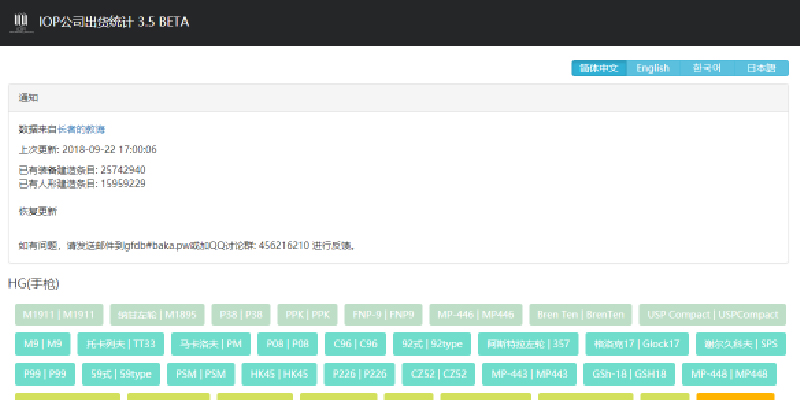 IOP公司出货统计 3.5 BETA
简体中文 English 한국어 日本語
通知
数据来自长者的教诲
上次更新: 2018-09-22 17:00:06
已有装备建造条目: 25742940
已有人形建造条目: 15959229
恢复更新
如有问题, 请发送邮件到gfdb#baka.pw或加QQ讨论群: 456216210 进行反馈。
HG(手枪)
M1911 | M1911 纳甘左轮 | M1895 P38 | P38 PPK | PPK FNP-9 | FNP9 MP-446 | MP446 Bren Ten | BrenTen USP Compact | USPCompact
M9 | M9 托卡列夫 | TT33 马卡洛夫 | PM P08 | P08 C96 | C96 92式 | 92type 阿斯特拉左轮 | 357 格洛克17 | Glock17 谢尔久科夫 | SPS
P99 | P99 59式 | 59type PSM | PSM HK45 | HK45 P226 | P226 CZ52 | CZ52 MP-443 | MP443 GSh-18 | GSH18 MP-448 | MP448